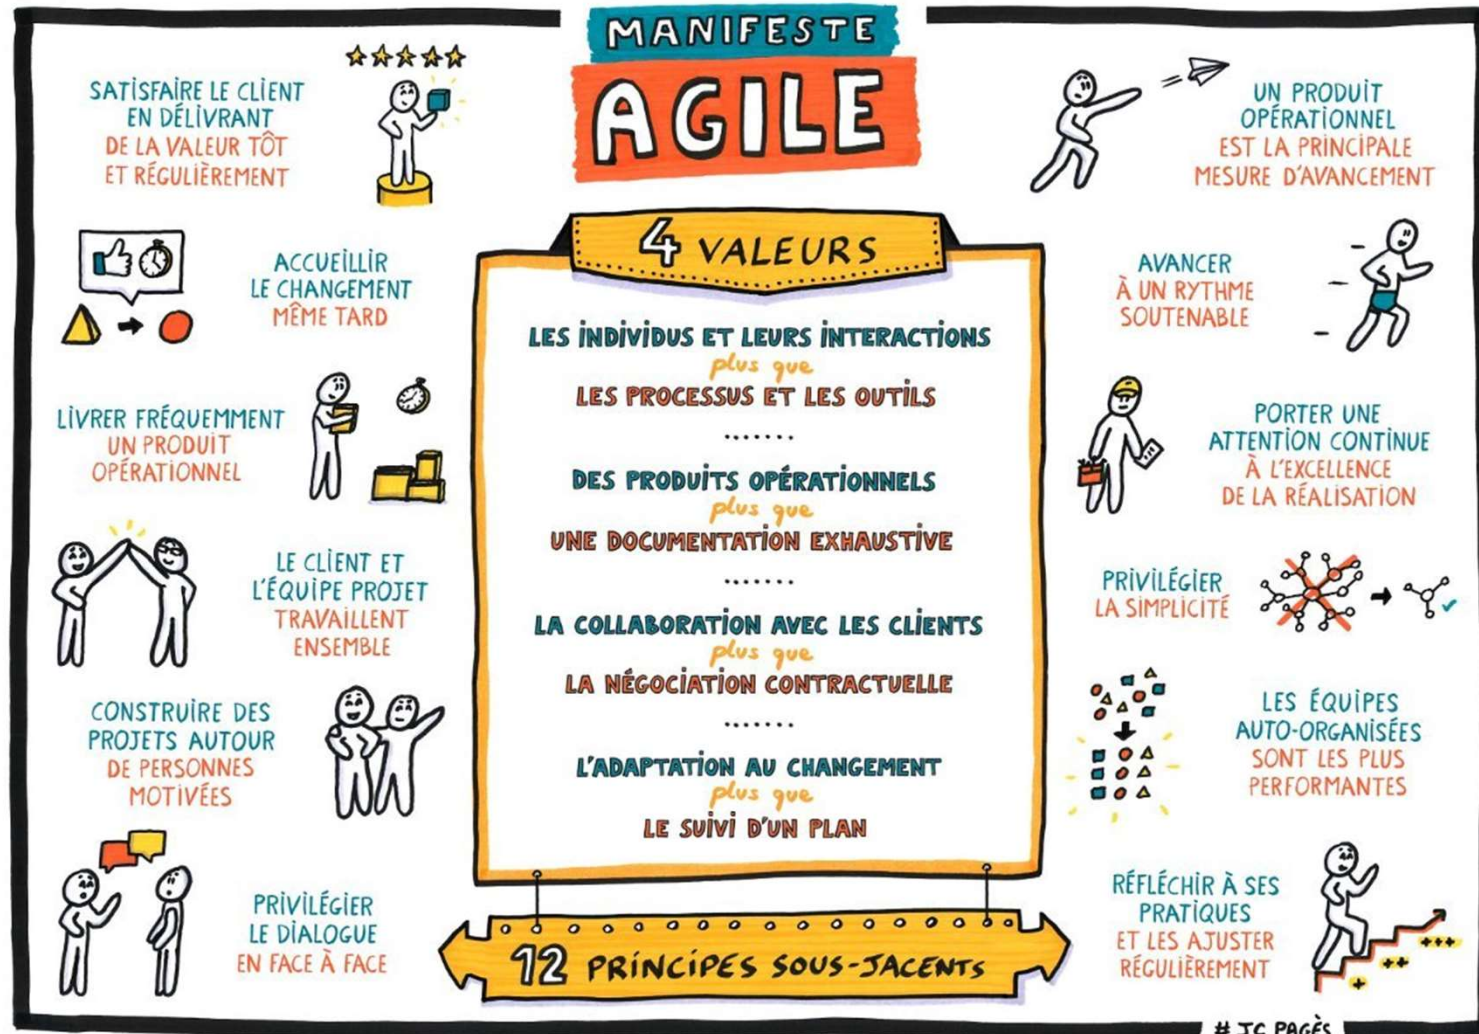 MANIFESTE
AGILE
SATISFAIRE LE CLIENT
EN DÉLIVRANT
DE LA VALEUR TÔT
ET RÉGULIÈREMENT
ACCUEILLIR
LE CHANGEMENT
MÊME TARD
LIVRER FRÉQUEMMENT
UN PRODUIT
OPÉRATIONNEL
LE CLIENT ET
L'ÉQUIPE PROJET
TRAVAILLENT
ENSEMBLE
CONSTRUIRE DES
PROJETS AUTOUR
DE PERSONNES
MOTIVÉES
PRIVILÉGIER
LE DIALOGUE
EN FACE À FACE
4 VALEURS
LES INDIVIDUS ET LEURS INTERACTIONS
plus que
LES PROCESSUS ET LES OUTILS
.......
DES PRODUITS OPÉRATIONNELS
plus que
UNE DOCUMENTATION EXHAUSTIVE
.......
LA COLLABORATION AVEC LES CLIENTS
plus que
LA NÉGOCIATION CONTRACTUELLE
.......
L'ADAPTATION AU CHANGEMENT
plus que
LE SUIVI D'UN PLAN
12 PRINCIPES SOUS-JACENTS
UN PRODUIT
OPÉRATIONNEL
EST LA PRINCIPALE
MESURE D'AVANCEMENT
AVANCER
À UN RYTHME
SOUTENABLE
PORTER UNE
ATTENTION CONTINUE
À L'EXCELLENCE
DE LA RÉALISATION
PRIVILÉGIER
LA SIMPLICITÉ
LES ÉQUIPES
AUTO-ORGANISÉES
SONT LES PLUS
PERFORMANTES
RÉFLÉCHIR À SES
PRATIQUES
ET LES AJUSTER
RÉGULIÈREMENT
+++
++
+
# JC PAGÈS